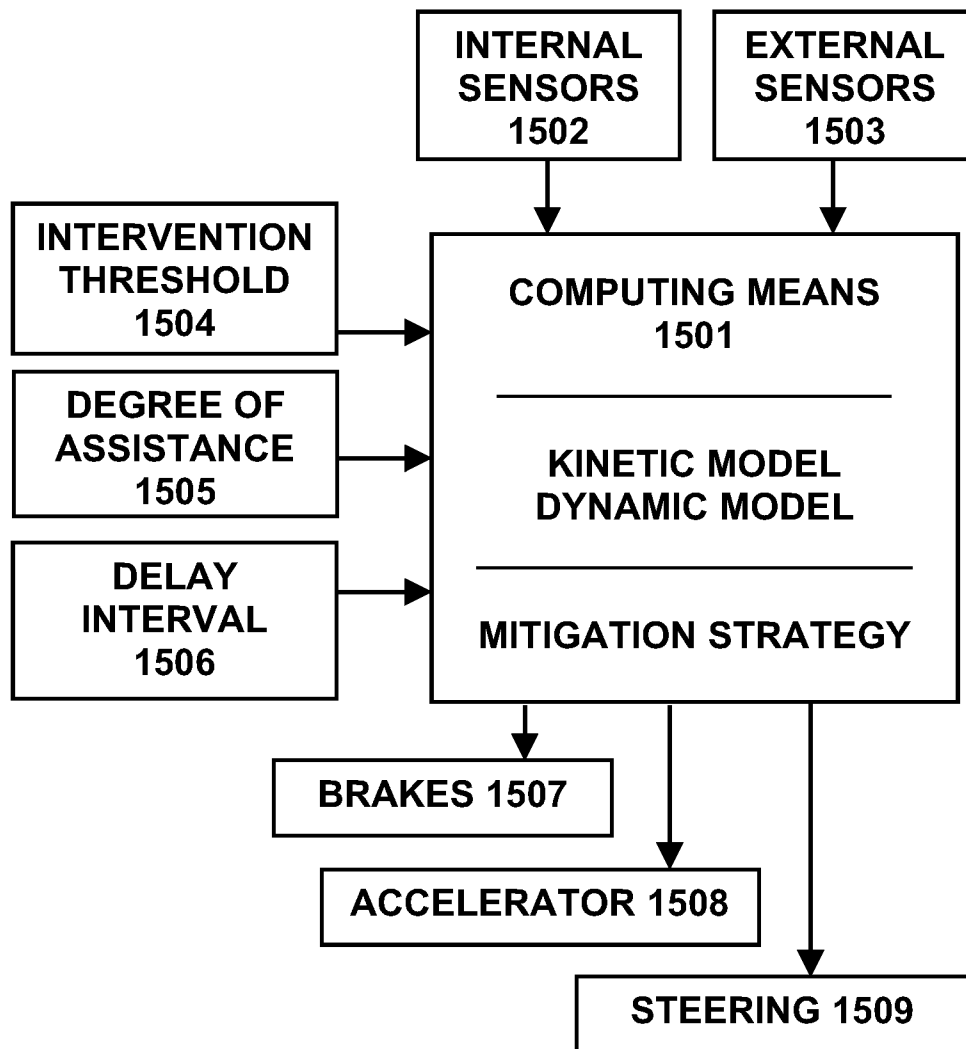 INTERNAL
SENSORS
1502
EXTERNAL
SENSORS
1503
INTERVENTION
THRESHOLD
1504
DEGREE OF
ASSISTANCE
1505
DELAY
INTERVAL
1506
COMPUTING MEANS
1501
KINETIC MODEL
DYNAMIC MODEL
MITIGATION STRATEGY
BRAKES 1507
ACCELERATOR 1508
STEERING 1509